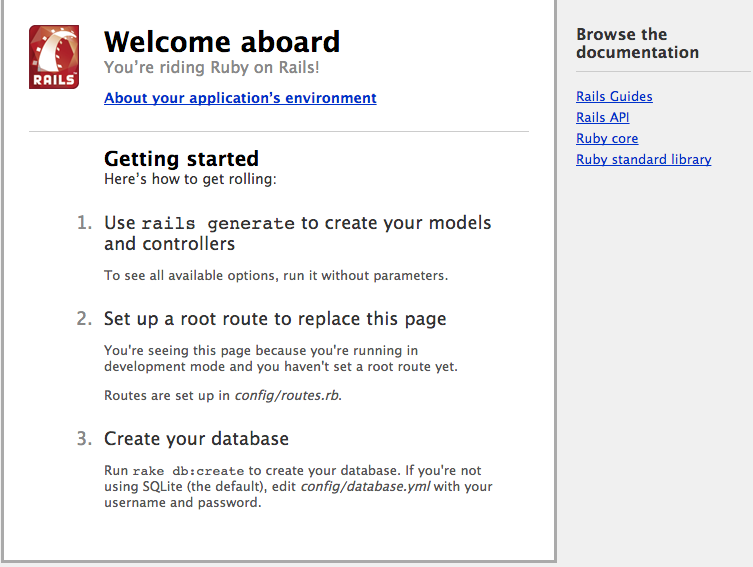 RAILS
Welcome aboard
You're riding Ruby on Rails!
About your application's environment
Getting started
Here's how to get rolling:
1. Use rails generate to create your models
and controllers
To see all available options, run it without parameters.
2. Set up a root route to replace this page
You're seeing this page because you're running in
development mode and you haven't set a root route yet.
Routes are set up in config/routes.rb.
3. Create your database
Run rake db:create to create your database. If you're not
using SQLite (the default), edit config/database.yml with your
username and password.
Browse the
documentation
Rails Guides
Rails API
Ruby core
Ruby standard library